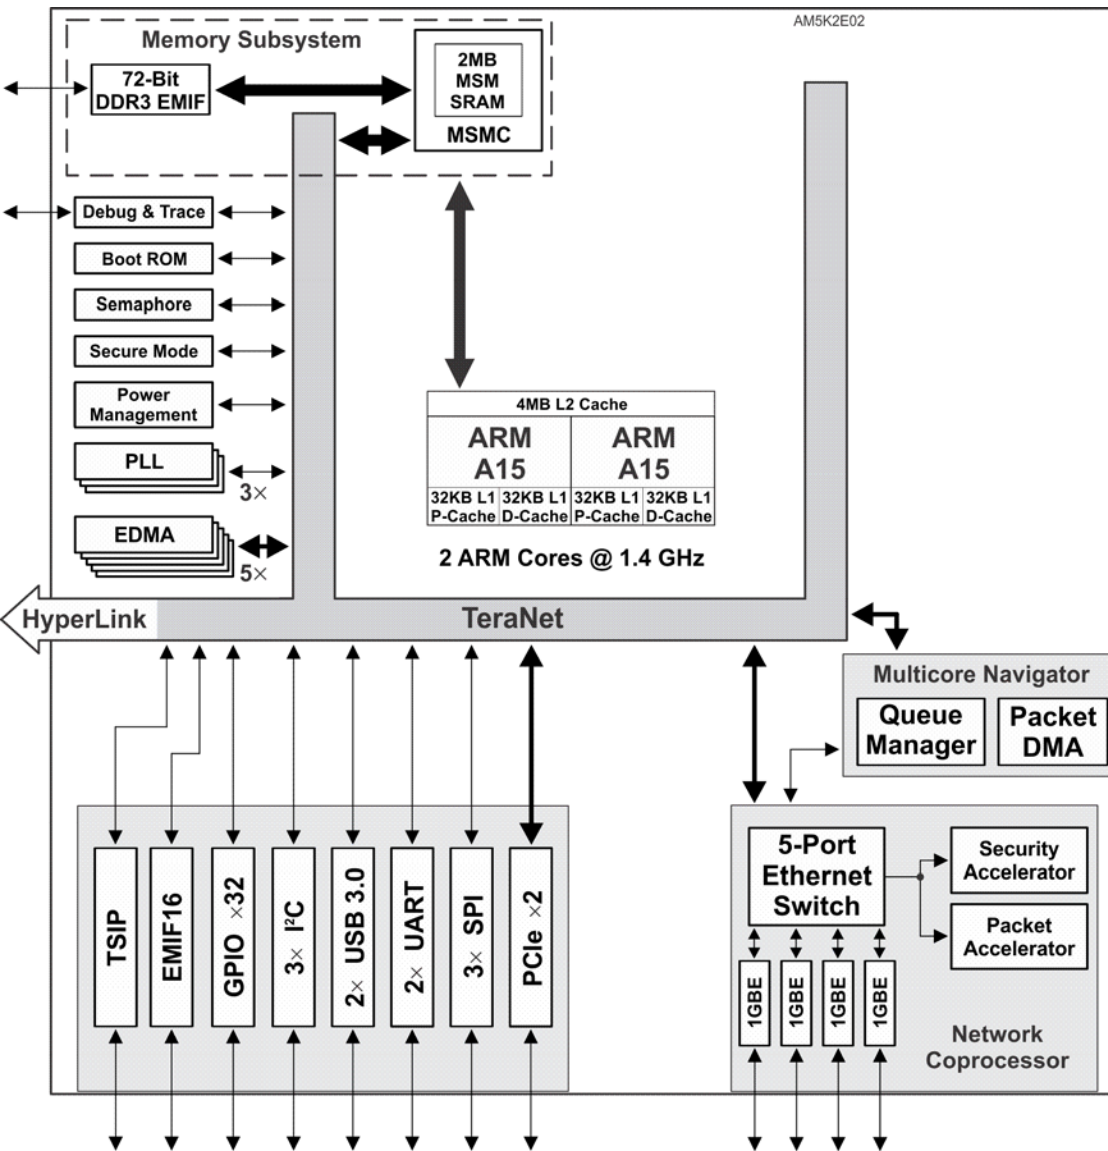 AM5K2E02
Memory Subsystem
72-Bit
DDR3 EMIF
2MB
MSM
SRAM
MSMC
Debug & Trace
Boot ROM
Semaphore
Secure Mode
Power
Management
PLL
3×
EDMA
5×
4MB L2 Cache
ARM
A15
ARM
A15
32KB L1
P-Cache
32KB L1
D-Cache
32KB L1
P-Cache
32KB L1
D-Cache
2 ARM Cores @ 1.4 GHz
HyperLink
TeraNet
Multicore Navigator
Queue
Manager
Packet
DMA
TSIP
EMIF16
GPIO ×32
3× I²C
2× USB 3.0
2× UART
3× SPI
PCIe ×2
5-Port
Ethernet
Switch
Security
Accelerator
Packet
Accelerator
1GBE
1GBE
1GBE
1GBE
Network
Coprocessor